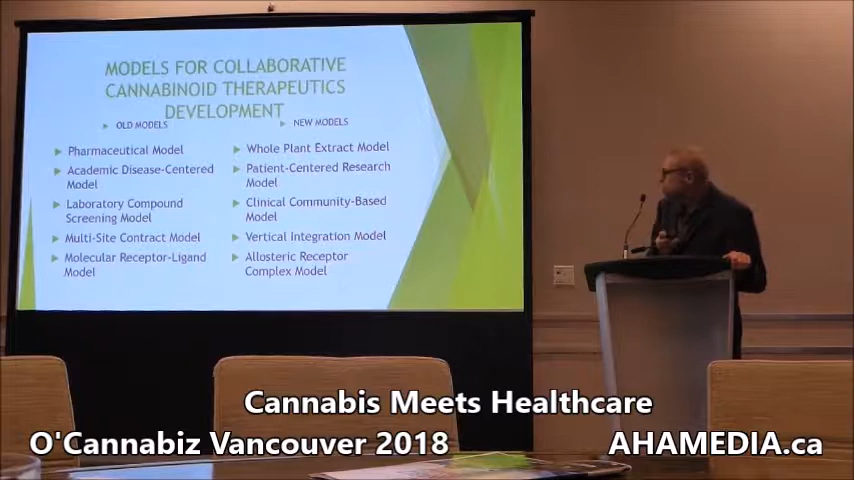 MODELS FOR COLLABORATIVE
CANNABINOID THERAPEUTICS
DEVELOPMENT
OLD MODELS
Pharmaceutical Model
Academic Disease-Centered
Model
Laboratory Compound
Screening Model
Multi-Site Contract Model
Molecular Receptor-Ligand
Model
NEW MODELS
Whole Plant Extract Model
Patient-Centered Research
Model
Clinical Community-Based
Model
Vertical Integration Model
Allosteric Receptor
Complex Model
Cannabis Meets Healthcare
O'Cannabiz Vancouver 2018
AHAMEDIA.ca